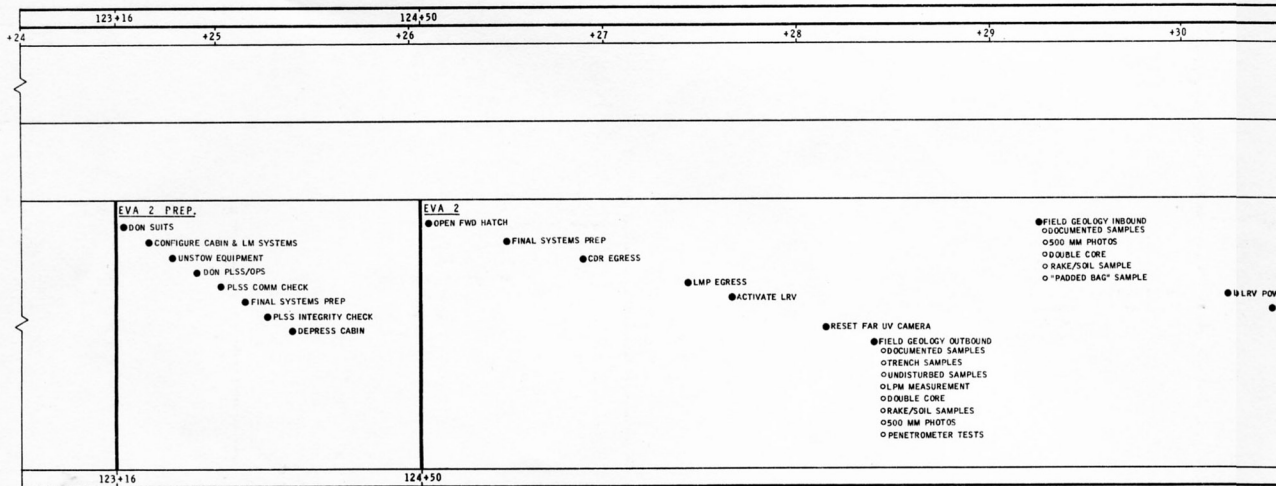 123+16 124+50
+24 +25 +26 +27 +28 +29 +30
EVA 2 PREP.
●DON SUITS
●CONFIGURE CABIN & LM SYSTEMS
●UNSTOW EQUIPMENT
●DON PLSS/OPS
●PLSS COMM CHECK
●FINAL SYSTEMS PREP
●PLSS INTEGRITY CHECK
●DEPRESS CABIN
EVA 2
●OPEN FWD HATCH
●FINAL SYSTEMS PREP
●CDR EGRESS
●LMP EGRESS
●ACTIVATE LRV
●RESET FAR UV CAMERA
●FIELD GEOLOGY OUTBOUND
○DOCUMENTED SAMPLES
○TRENCH SAMPLES
○UNDISTURBED SAMPLES
○LPM MEASUREMENT
○DOUBLE CORE
○RAKE/SOIL SAMPLES
○500 MM PHOTOS
○PENETROMETER TESTS
●FIELD GEOLOGY INBOUND
○DOCUMENTED SAMPLES
○500 MM PHOTOS
○DOUBLE CORE
○RAKE/SOIL SAMPLE
○"PADDED BAG" SAMPLE
●LRV POW
123+16 124+50